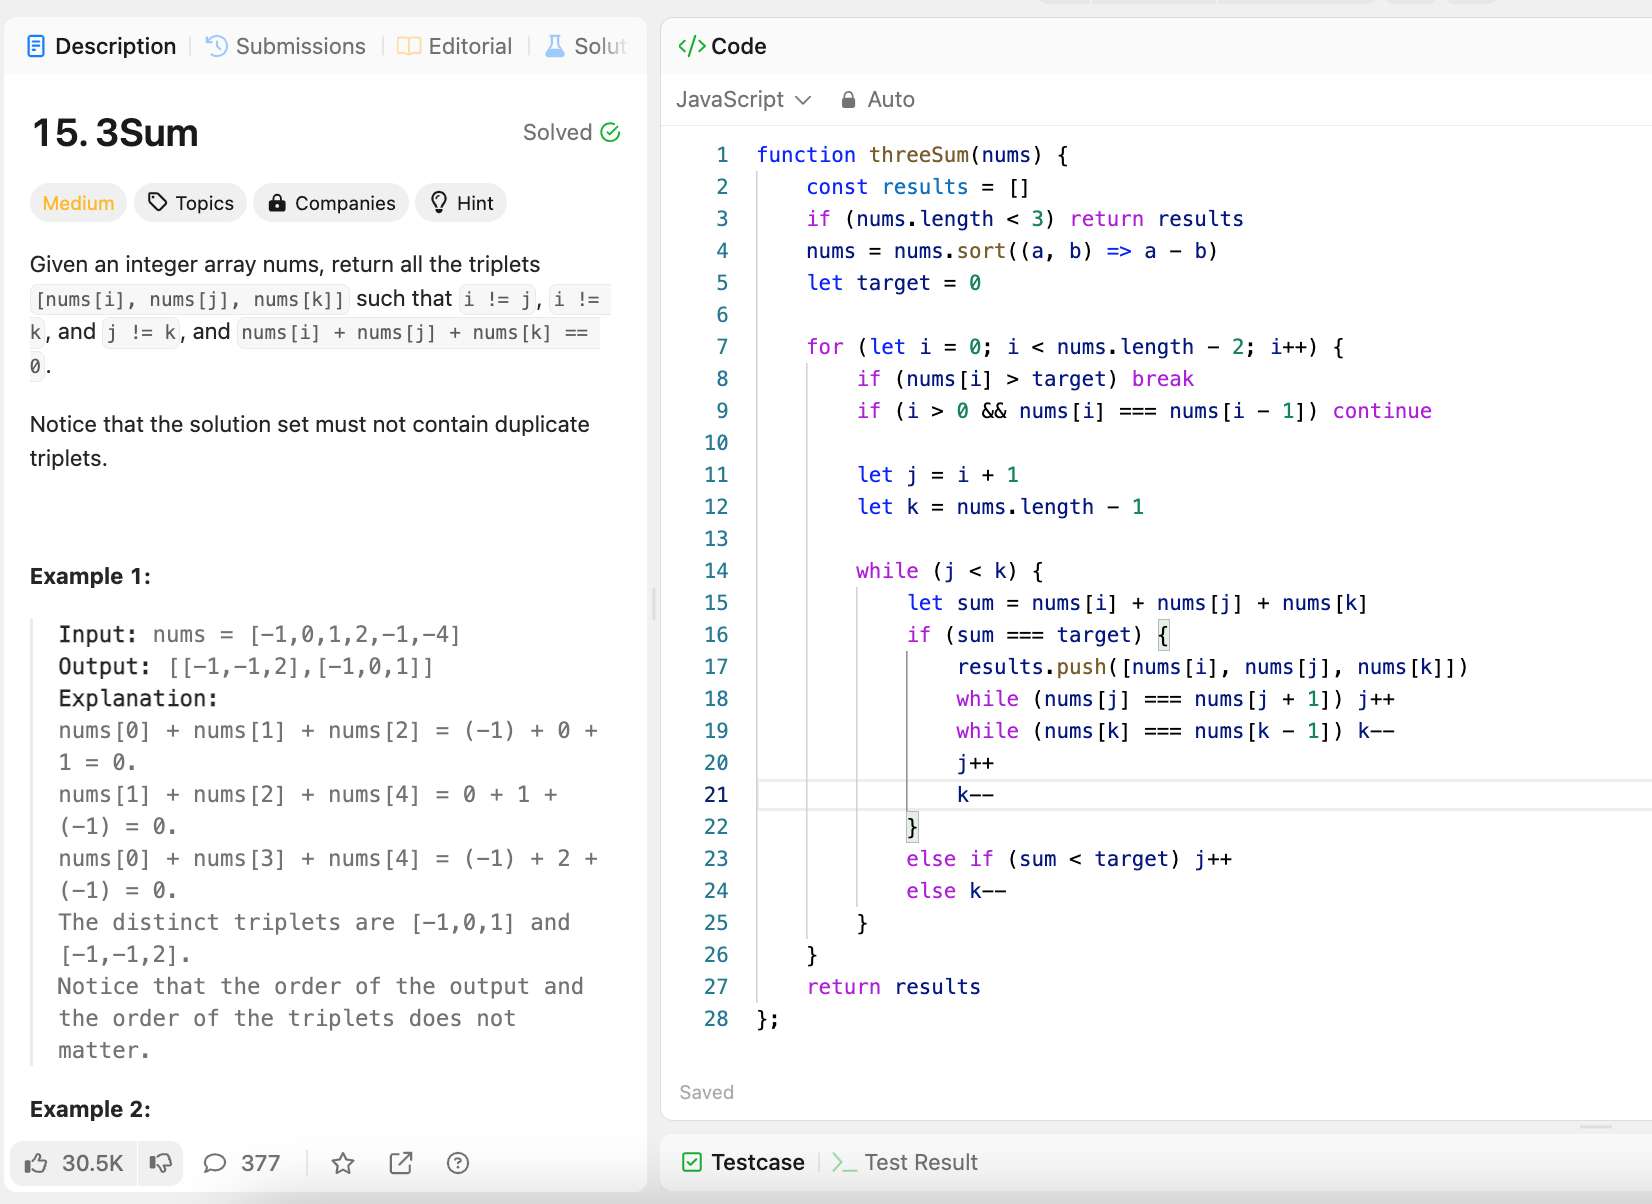 Description
Submissions
Editorial
Solut
15. 3Sum
Solved
Medium
Topics
Companies
Hint
Given an integer array nums, return all the triplets
[nums[i], nums[j], nums[k]] such that i != j, i !=
k, and j != k, and nums[i] + nums[j] + nums[k] ==
0.
Notice that the solution set must not contain duplicate
triplets.
Example 1:
Input: nums = [-1,0,1,2,-1,-4]
Output: [[-1,-1,2],[-1,0,1]]
Explanation:
nums[0] + nums[1] + nums[2] = (-1) + 0 +
1 = 0.
nums[1] + nums[2] + nums[4] = 0 + 1 +
(-1) = 0.
nums[0] + nums[3] + nums[4] = (-1) + 2 +
(-1) = 0.
The distinct triplets are [-1,0,1] and
[-1,-1,2].
Notice that the order of the output and
the order of the triplets does not
matter.
Example 2:
30.5K
377
</> Code
JavaScript
Auto
1 function threeSum(nums) {
2     const results = []
3     if (nums.length < 3) return results
4     nums = nums.sort((a, b) => a - b)
5     let target = 0
6
7     for (let i = 0; i < nums.length - 2; i++) {
8         if (nums[i] > target) break
9         if (i > 0 && nums[i] === nums[i - 1]) continue
10
11         let j = i + 1
12         let k = nums.length - 1
13
14         while (j < k) {
15             let sum = nums[i] + nums[j] + nums[k]
16             if (sum === target) {
17                 results.push([nums[i], nums[j], nums[k]])
18                 while (nums[j] === nums[j + 1]) j++
19                 while (nums[k] === nums[k - 1]) k--
20                 j++
21                 k--
22             }
23             else if (sum < target) j++
24             else k--
25         }
26     }
27     return results
28 };
Saved
Testcase
Test Result